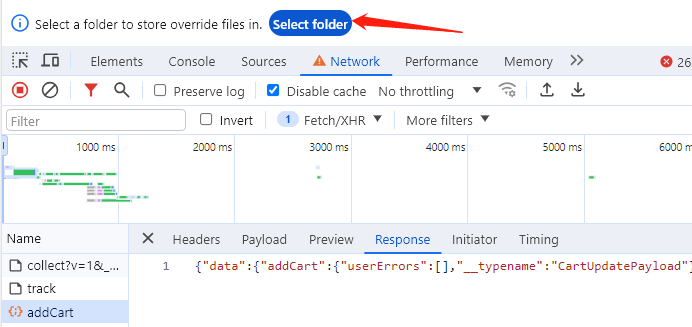 Select a folder to store override files in. Select folder
Elements Console Sources Network Performance Memory 26
Preserve log Disable cache No throttling
Filter Invert 1 Fetch/XHR More filters
1000 ms 2000 ms 3000 ms 4000 ms 5000 ms 6000 m
Name Headers Payload Preview Response Initiator Timing
collect?v=1&_... 1 {"data":{"addCart":{"userErrors":[],"__typename":"CartUpdatePayload"}
track
addCart